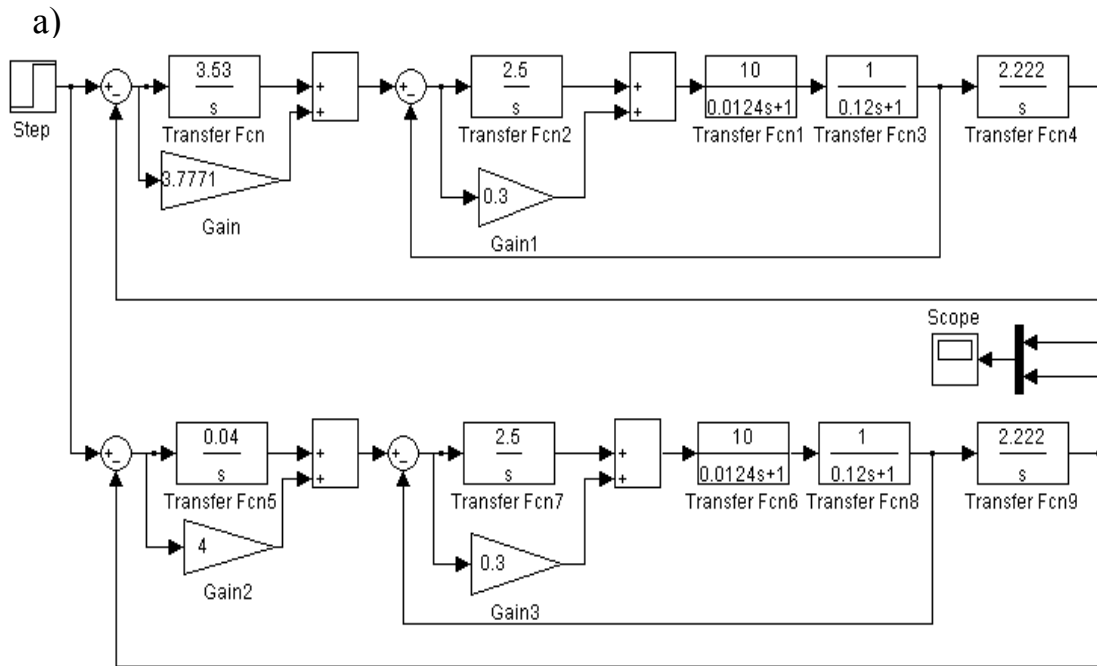 a)
3.53
2.5
10
1
2.222
s
s
0.0124s+1
0.12s+1
s
Step
Transfer Fcn
Transfer Fcn2
Transfer Fcn1
Transfer Fcn3
Transfer Fcn4
3.7771
0.3
Gain
Gain1
Scope
0.04
2.5
10
1
2.222
s
s
0.0124s+1
0.12s+1
s
Transfer Fcn5
Transfer Fcn7
Transfer Fcn6
Transfer Fcn8
Transfer Fcn9
4
0.3
Gain2
Gain3